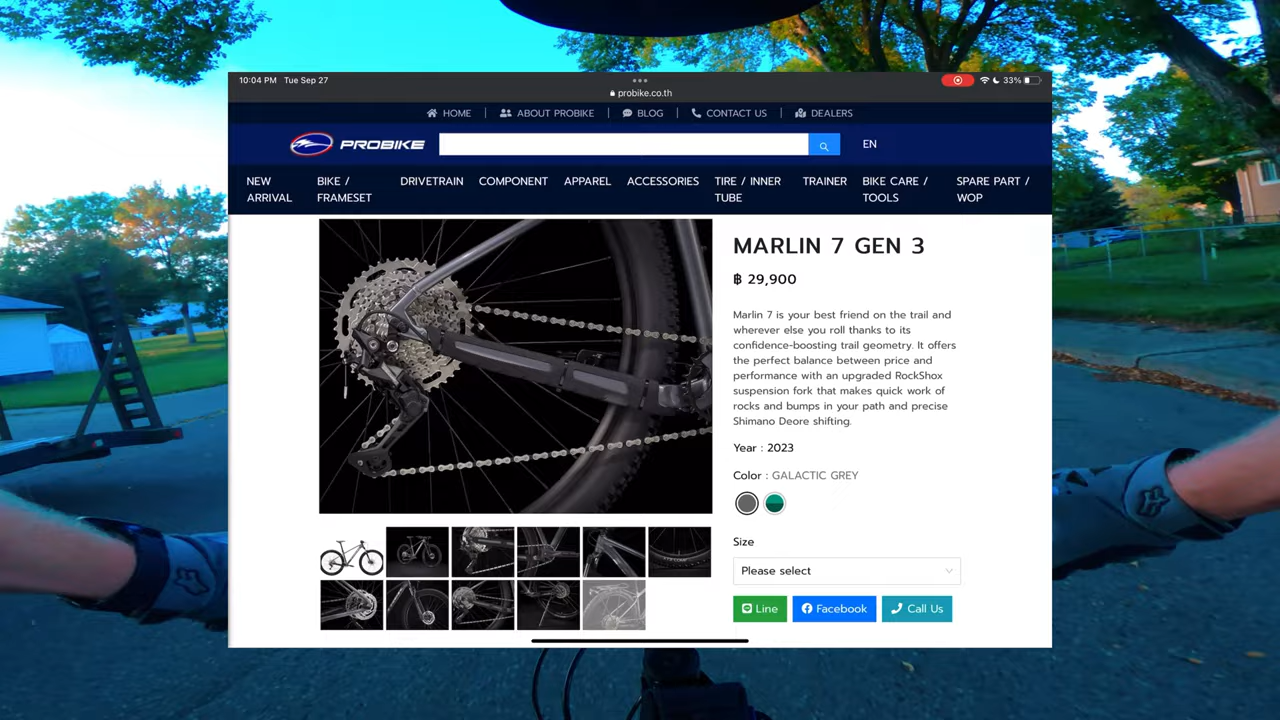 10:04 PM Tue Sep 27
33%
probike.co.th
HOME
ABOUT PROBIKE
BLOG
CONTACT US
DEALERS
PROBIKE
EN
NEW ARRIVAL
BIKE / FRAMESET
DRIVETRAIN
COMPONENT
APPAREL
ACCESSORIES
TIRE / INNER TUBE
TRAINER
BIKE CARE / TOOLS
SPARE PART / WOP
MARLIN 7 GEN 3
฿ 29,900
Marlin 7 is your best friend on the trail and
wherever else you roll thanks to its
confidence-boosting trail geometry. It offers
the perfect balance between price and
performance with an upgraded RockShox
suspension fork that makes quick work of
rocks and bumps in your path and precise
Shimano Deore shifting.
Year : 2023
Color : GALACTIC GREY
Size
Please select
Line
Facebook
Call Us